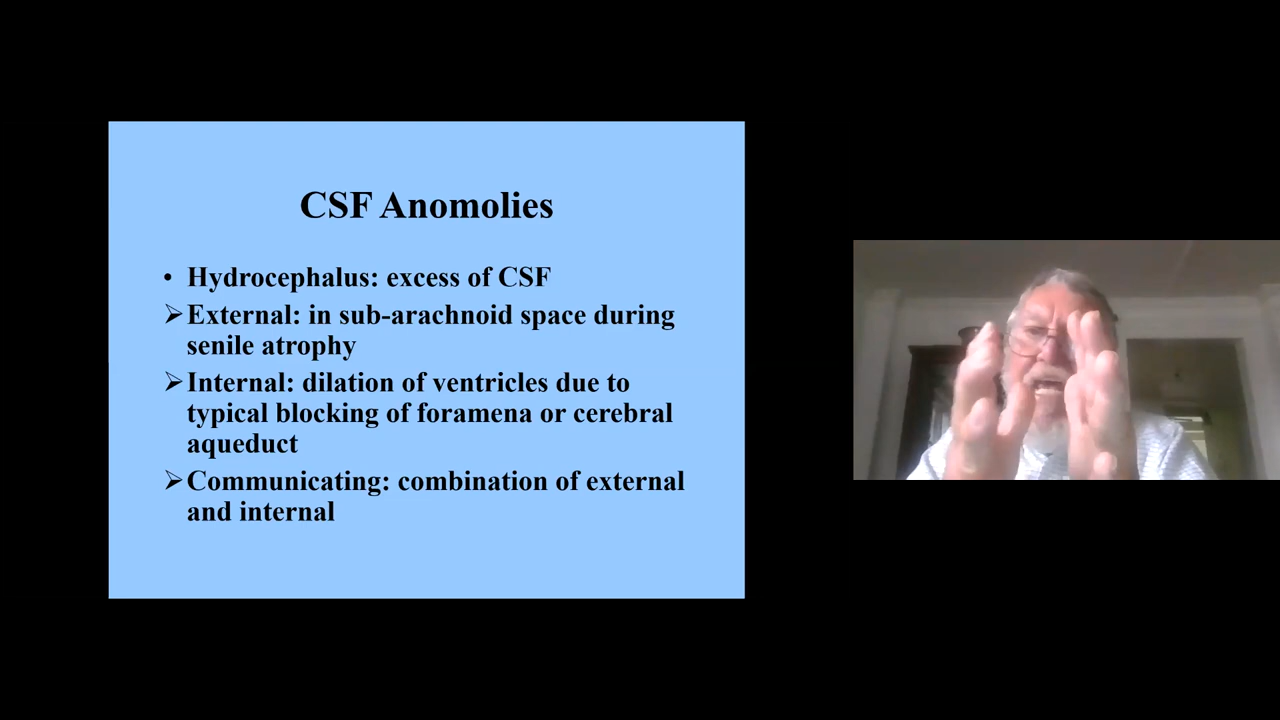 CSF Anomolies
• Hydrocephalus: excess of CSF
➢External: in sub-arachnoid space during
senile atrophy
➢Internal: dilation of ventricles due to
typical blocking of foramena or cerebral
aqueduct
➢Communicating: combination of external
and internal